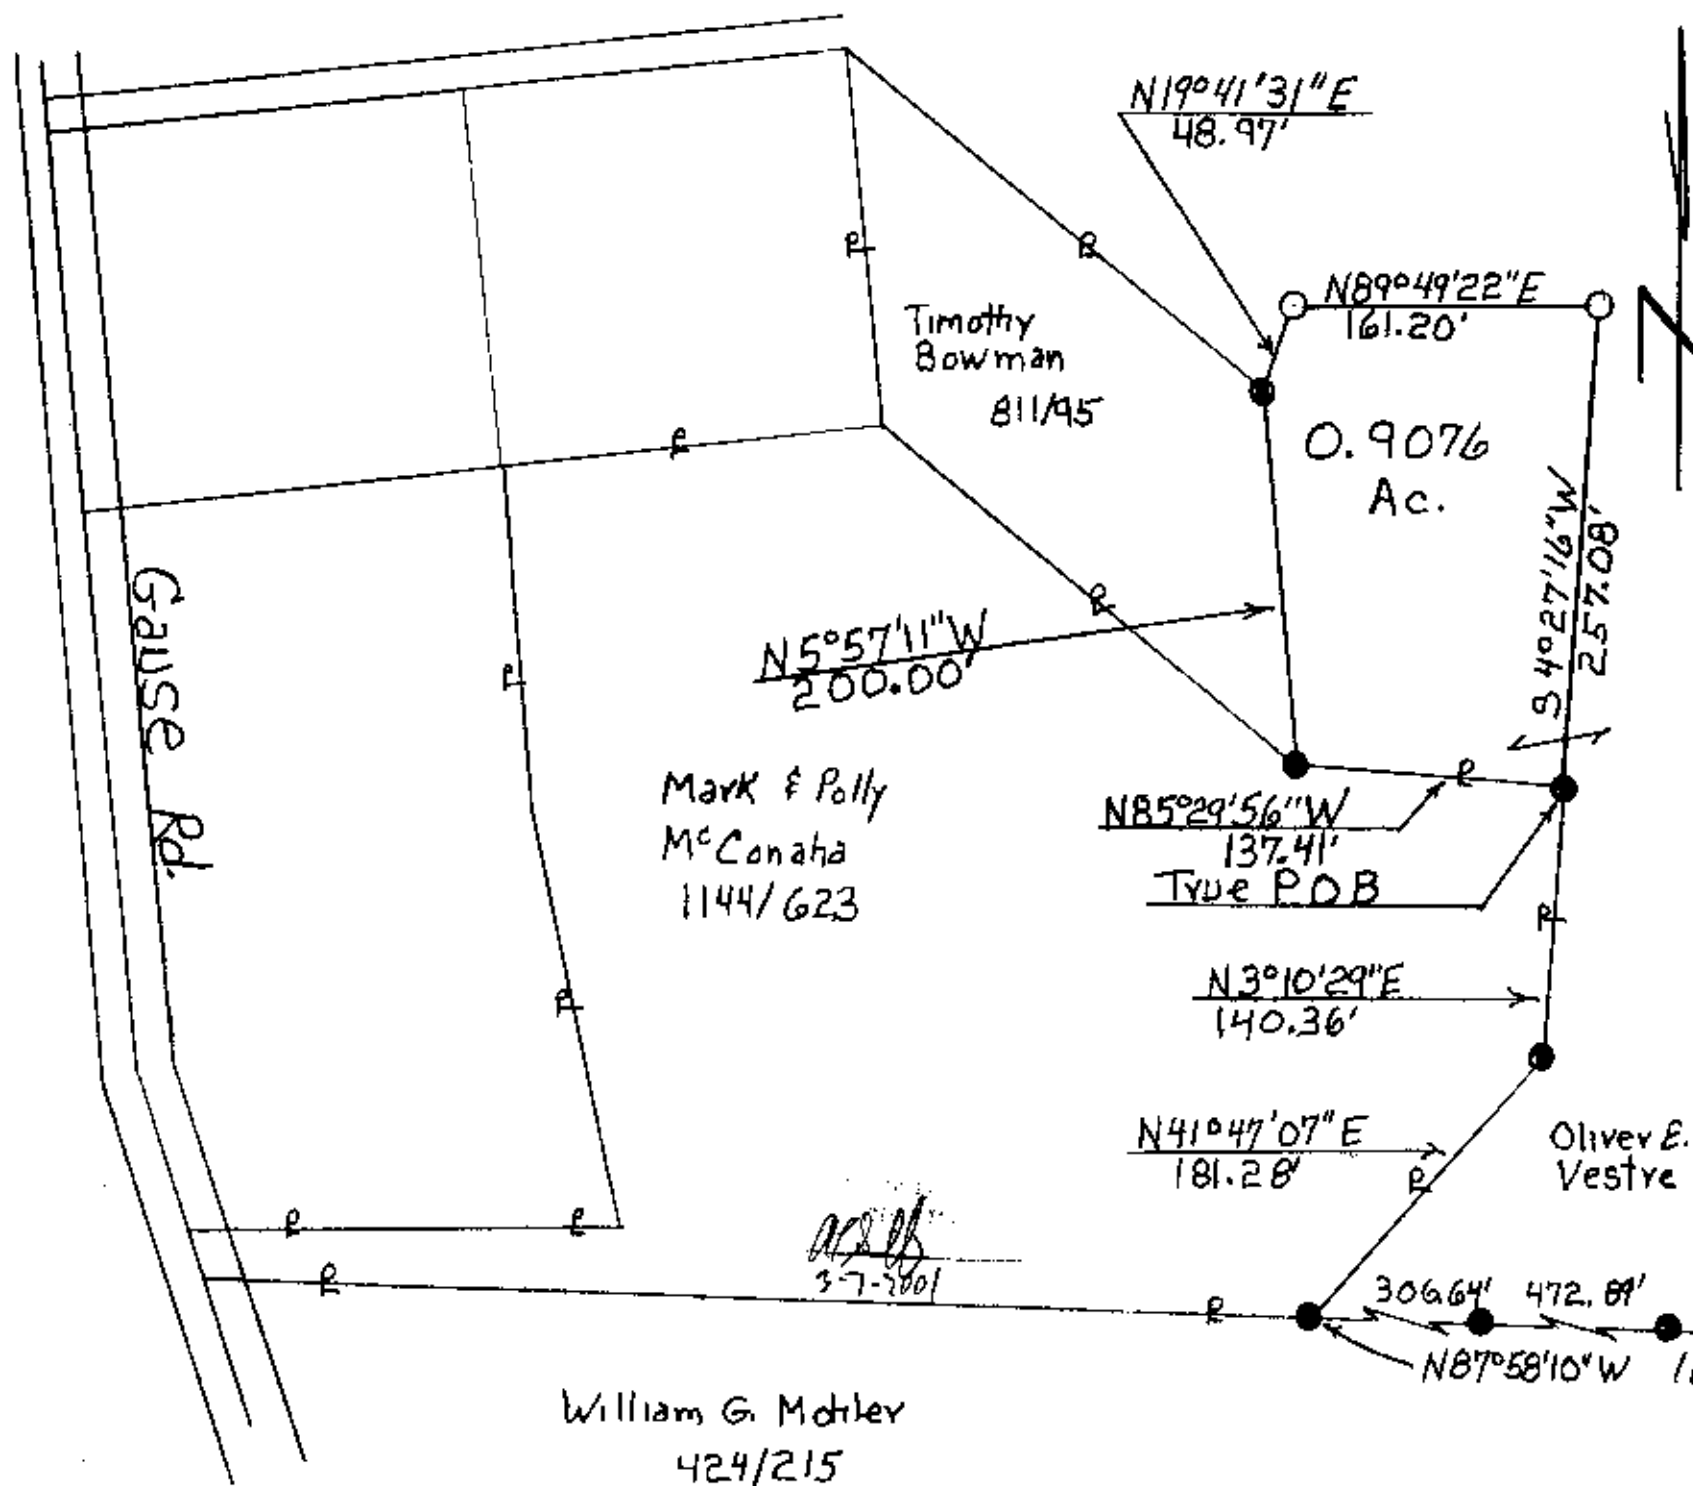 N19°41'31"E
48.97'
N89°49'22"E
161.20'
Timothy
Bowman
811/95
0.9076
Ac.
S 4°27'16"W
257.08'
N
Gause Rd.
N5°57'11"W
200.00'
Mark & Polly
McConaha
1144/623
N85°29'56"W
137.41'
True POB
N3°10'29"E
140.36'
N41°47'07"E
181.28'
Oliver E.
Vestre
3-7-2001
306.64'
472.89'
N87°58'10"W
William G.
424/215